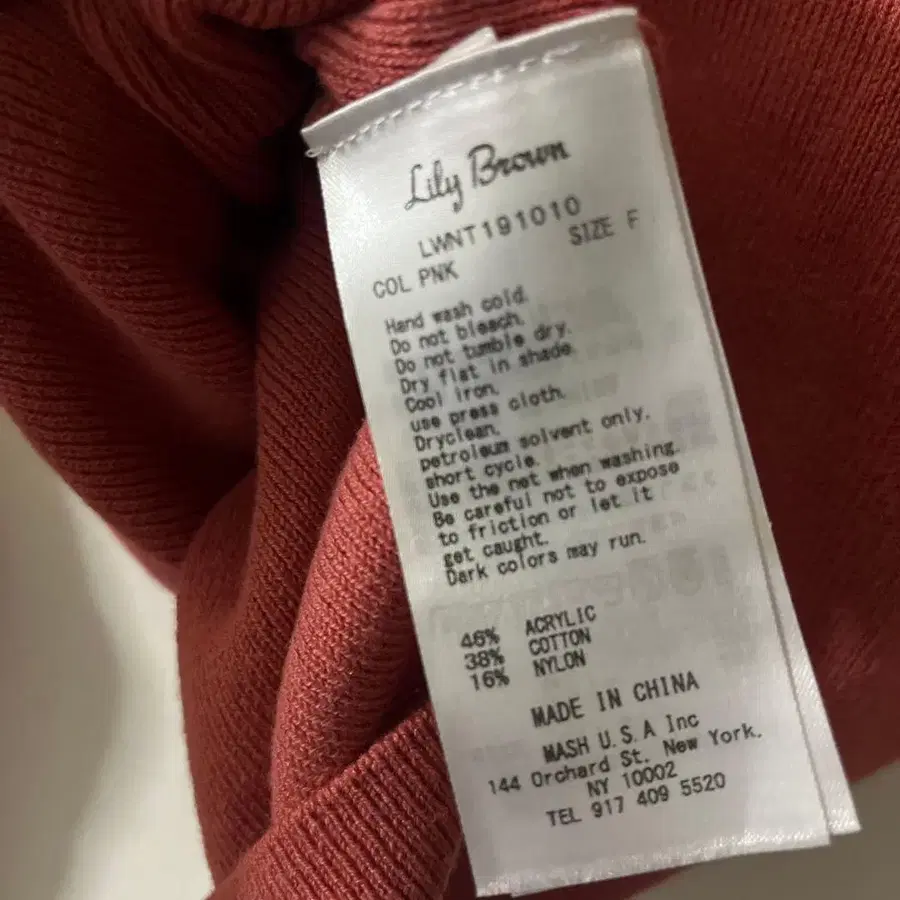 Lily Brown
LWNT191010
COL PNK SIZE F
Hand wash cold.
Do not bleach.
Do not tumble dry.
Dry flat in shade.
Cool iron.
use press cloth.
Dryclean.
petroleum solvent only.
short cycle.
Use the net when washing.
Be careful not to expose
to friction or let it
get caught.
Dark colors may run.
46% ACRYLIC
38% COTTON
16% NYLON
MADE IN CHINA
MASH U.S.A Inc
144 Orchard St. New York.
NY 10002
TEL 917 409 5520